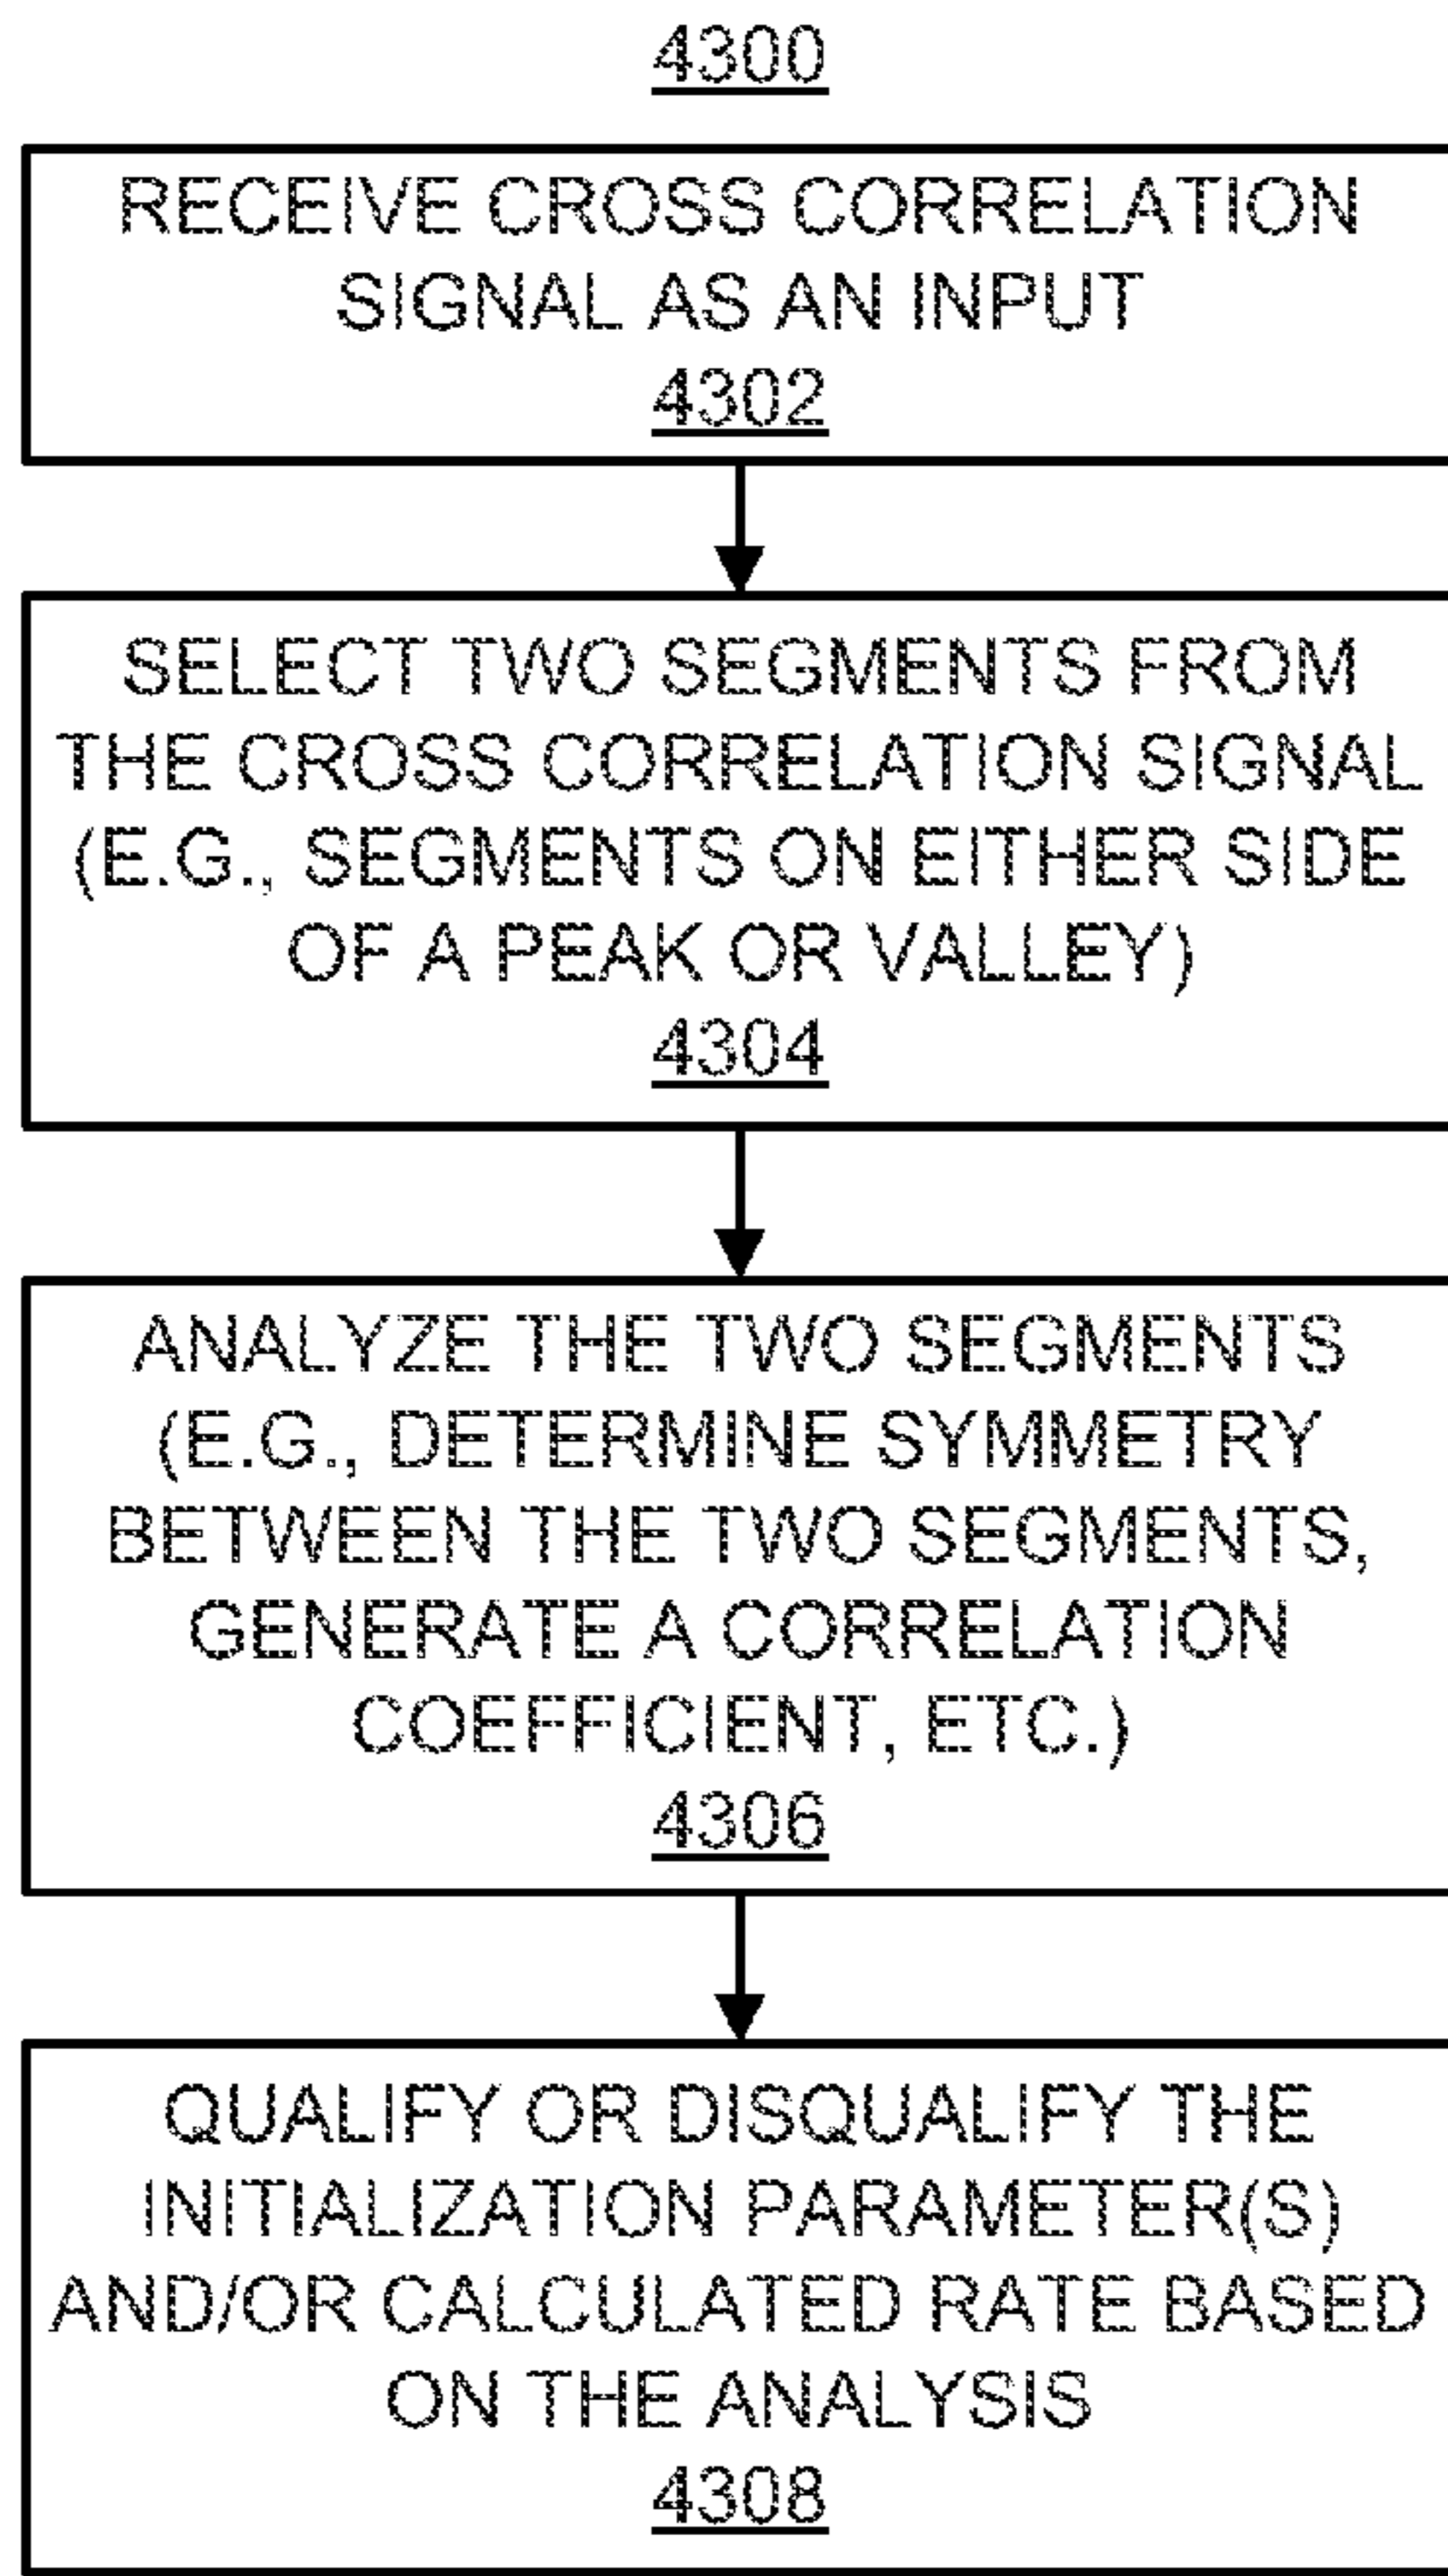 4300
RECEIVE CROSS CORRELATION
SIGNAL AS AN INPUT
4302
SELECT TWO SEGMENTS FROM
THE CROSS CORRELATION SIGNAL
(E.G., SEGMENTS ON EITHER SIDE
OF A PEAK OR VALLEY)
4304
ANALYZE THE TWO SEGMENTS
(E.G., DETERMINE SYMMETRY
BETWEEN THE TWO SEGMENTS,
GENERATE A CORRELATION
COEFFICIENT, ETC.)
4306
QUALIFY OR DISQUALIFY THE
INITIALIZATION PARAMETER(S)
AND/OR CALCULATED RATE BASED
ON THE ANALYSIS
4308